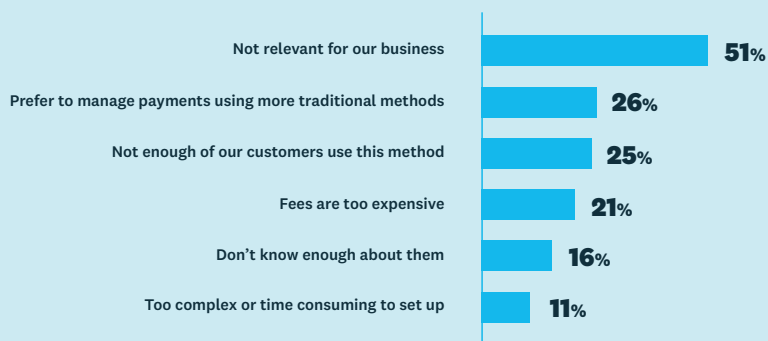 Not relevant for our business 51%
Prefer to manage payments using more traditional methods 26%
Not enough of our customers use this method 25%
Fees are too expensive 21%
Don’t know enough about them 16%
Too complex or time consuming to set up 11%